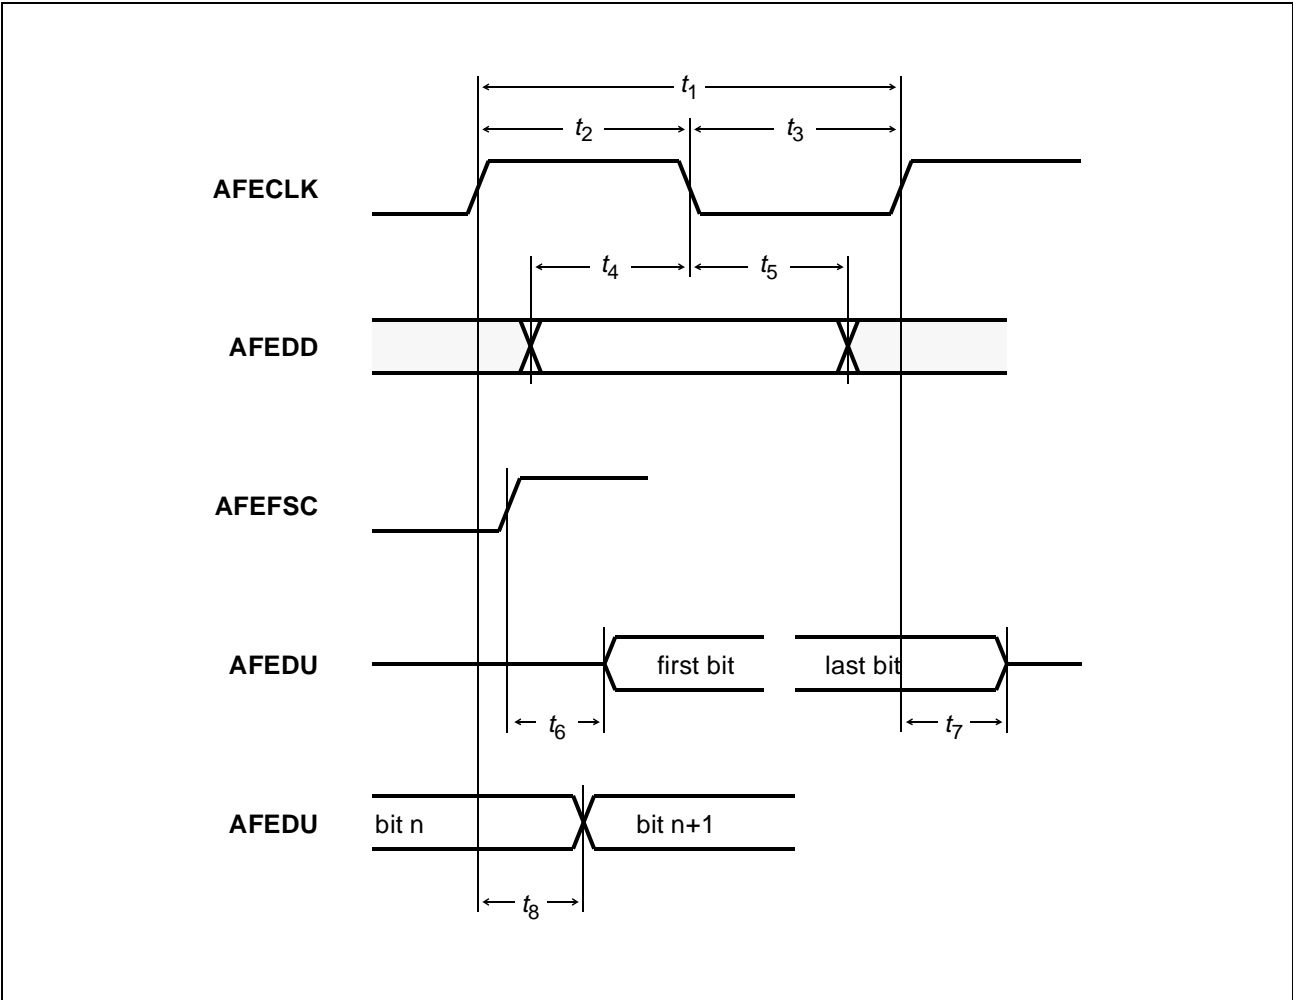 t1
t2
t3
AFECLK
t4
t5
AFEDD
AFEFSC
AFEDU
first bit
last bit
t6
t7
AFEDU
bit n
bit n+1
t8